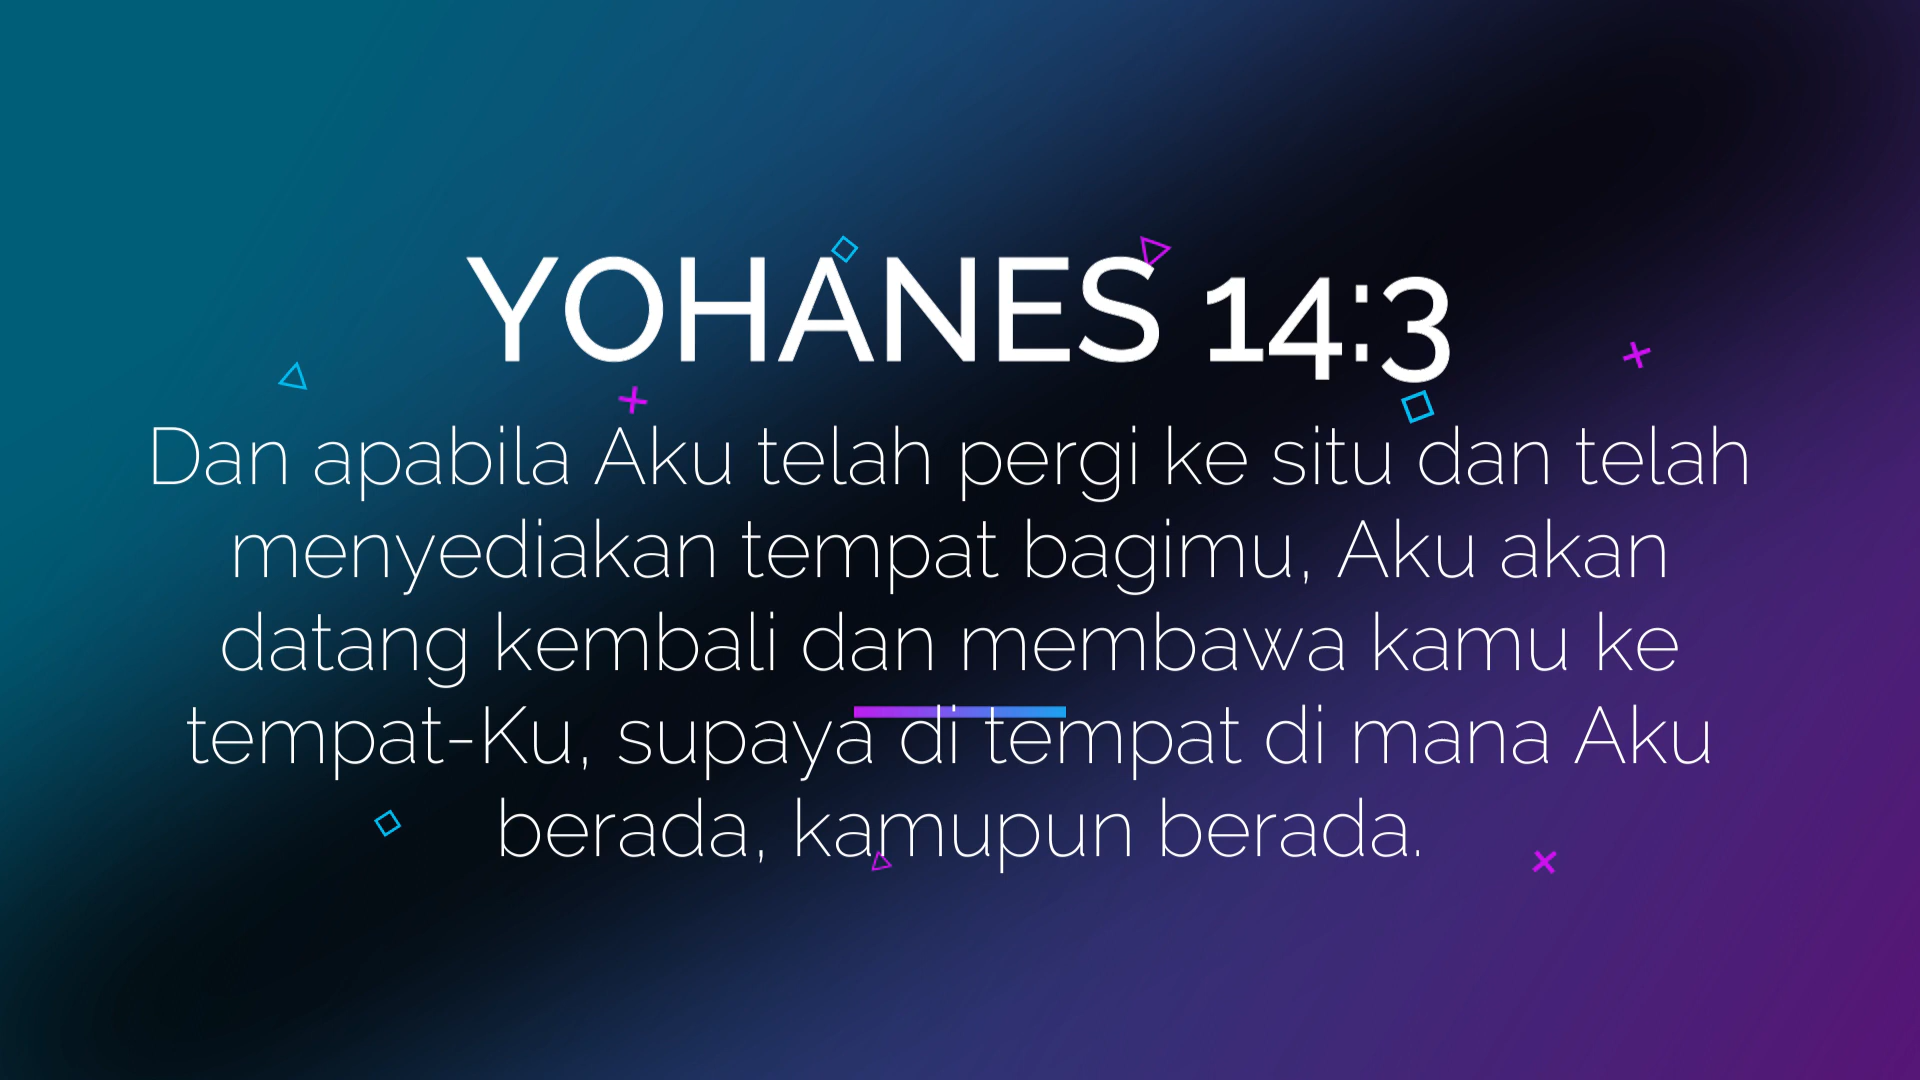 YOHANES 14:3
Dan apabila Aku telah pergi ke situ dan telah
menyediakan tempat bagimu, Aku akan
datang kembali dan membawa kamu ke
tempat-Ku, supaya di tempat di mana Aku
berada, kamupun berada.